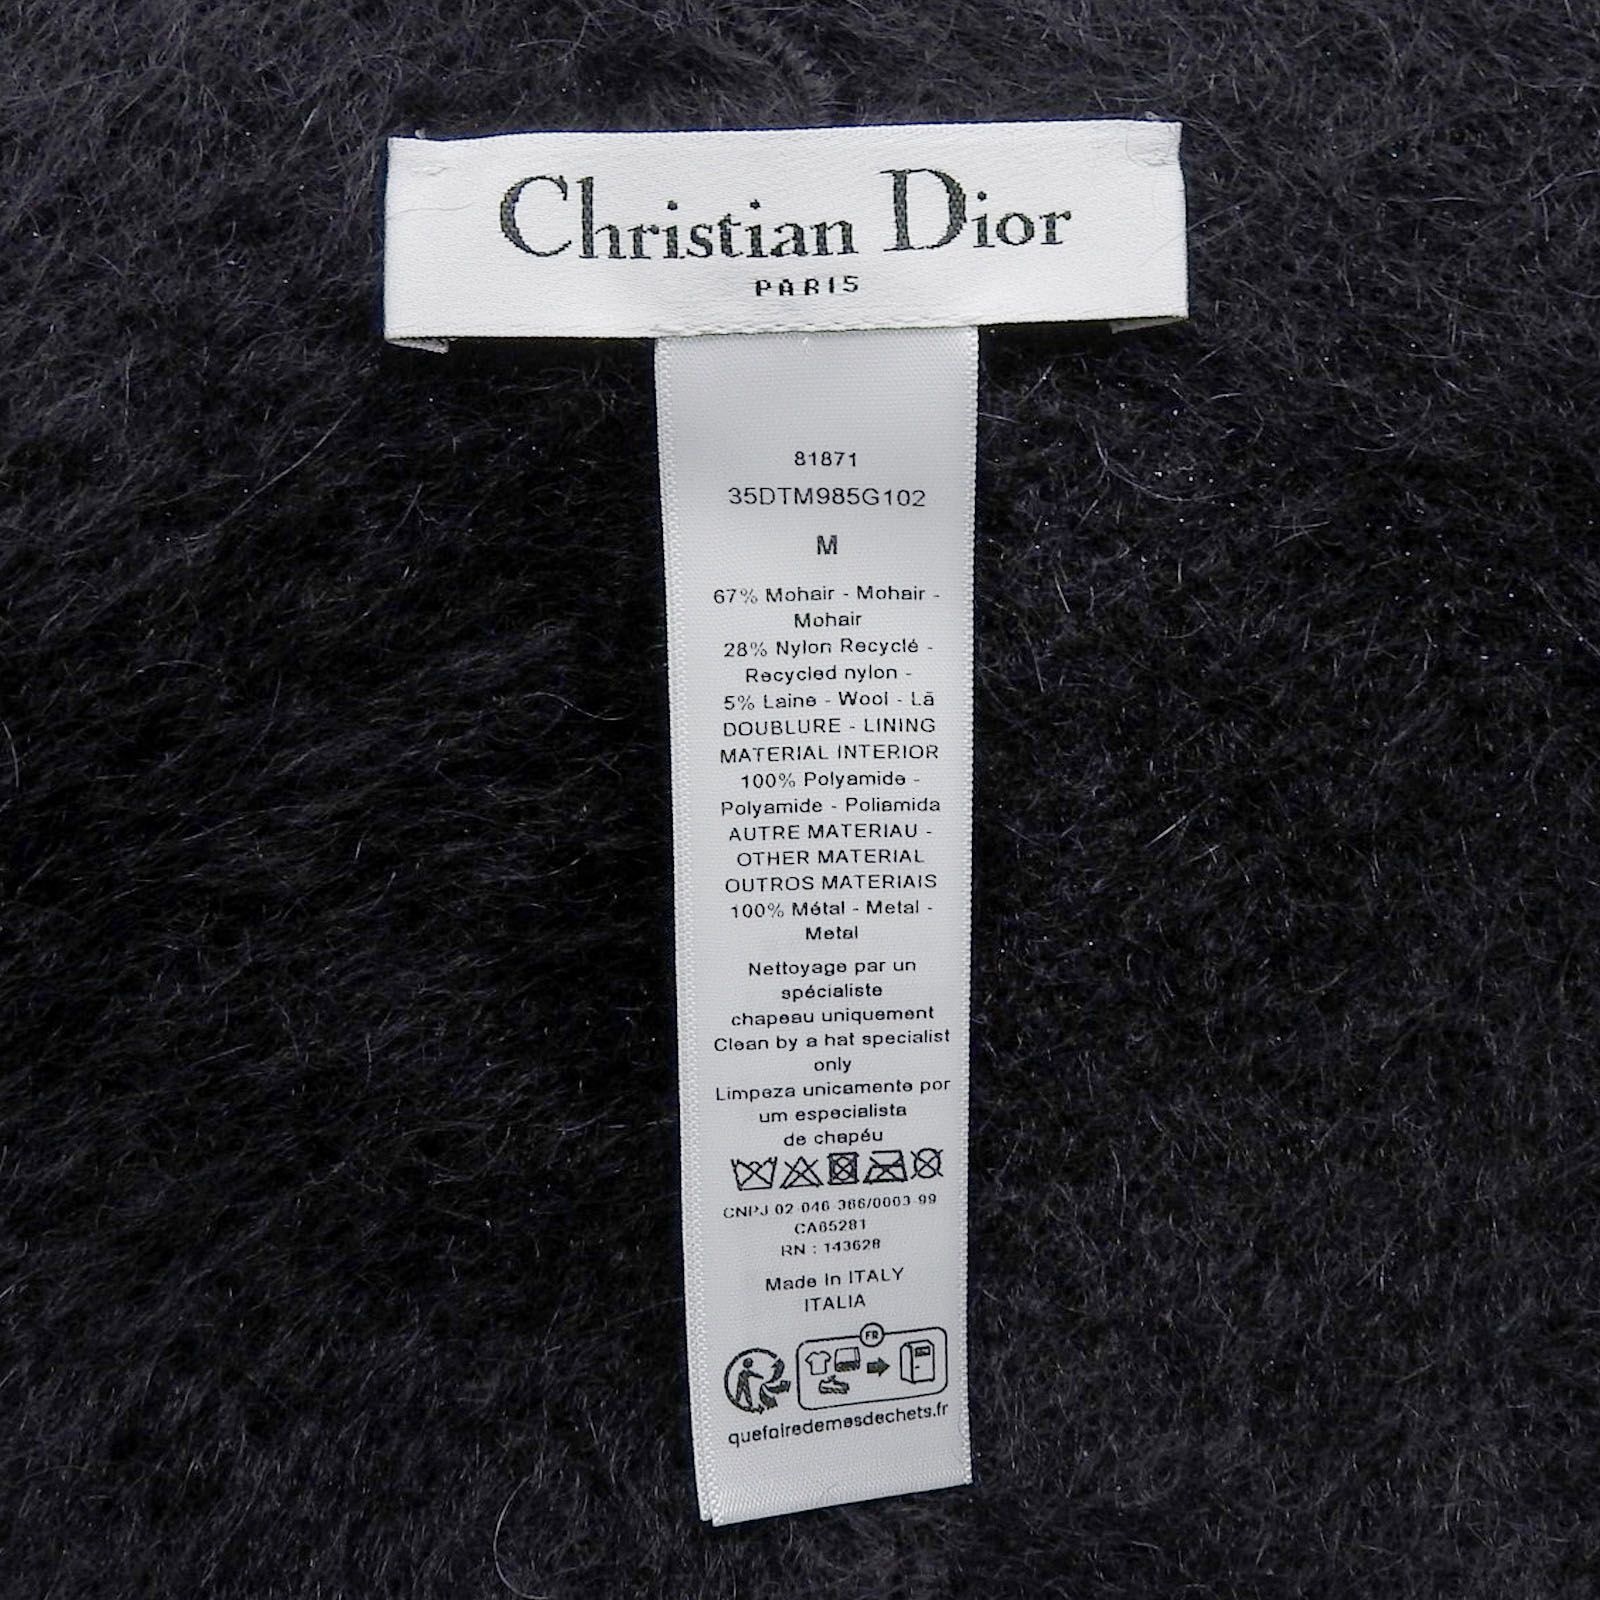 Christian Dior
PARIS
81871
35DTM985G102
M
67% Mohair - Mohair -
Mohair
28% Nylon Recyclé -
Recycled nylon -
5% Laine - Wool - Lã
DOUBLURE - LINING
MATERIAL INTERIOR
100% Polyamide -
Polyamide - Poliamida
AUTRE MATERIAU -
OTHER MATERIAL
OUTROS MATERIAIS
100% Métal - Metal -
Metal
Nettoyage par un
spécialiste
chapeau uniquement
Clean by a hat specialist
only
Limpeza unicamente por
um especialista
de chapéu
CNPJ 02-046-366/0003-99
CA65281
RN : 143628
Made in ITALY
ITALIA
FR
quefairedemesdechets.fr